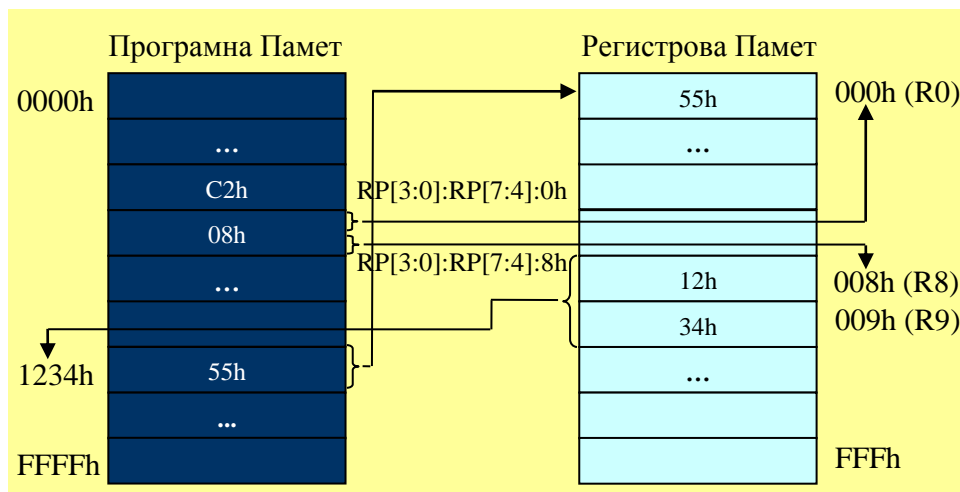 Програмна Памет
Регистрова Памет
0000h
55h
000h (R0)
...
...
C2h
RP[3:0]:RP[7:4]:0h
08h
RP[3:0]:RP[7:4]:8h
...
12h
008h (R8)
34h
009h (R9)
1234h
55h
...
...
FFFFh
FFFh